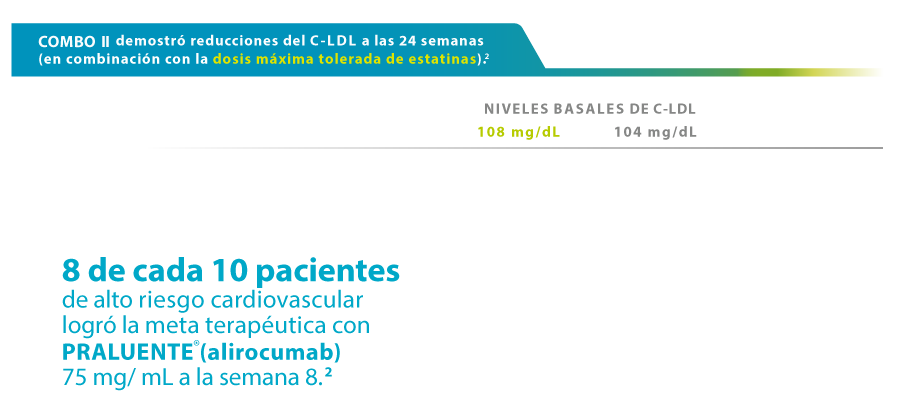 COMBO II demostró reducciones del C-LDL a las 24 semanas
(en combinación con la dosis máxima tolerada de estatinas).²
NIVELES BASALES DE C-LDL
108 mg/dL 104 mg/dL
8 de cada 10 pacientes
de alto riesgo cardiovascular
logró la meta terapéutica con
PRALUENTE®(alirocumab)
75 mg/ mL a la semana 8.²